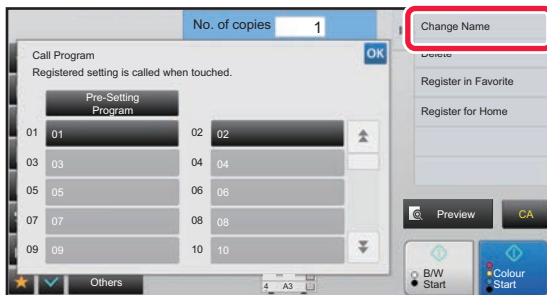 No. of copies 1
Call Program
OK
Registered setting is called when touched.
Pre-Setting
Program
01 01 02 02
03 03 04 04
05 05 06 06
07 07 08 08
09 09 10 10
Others
4 A3
Change Name
Delete
Register in Favorite
Register for Home
Preview
CA
B/W
Start
Colour
Start